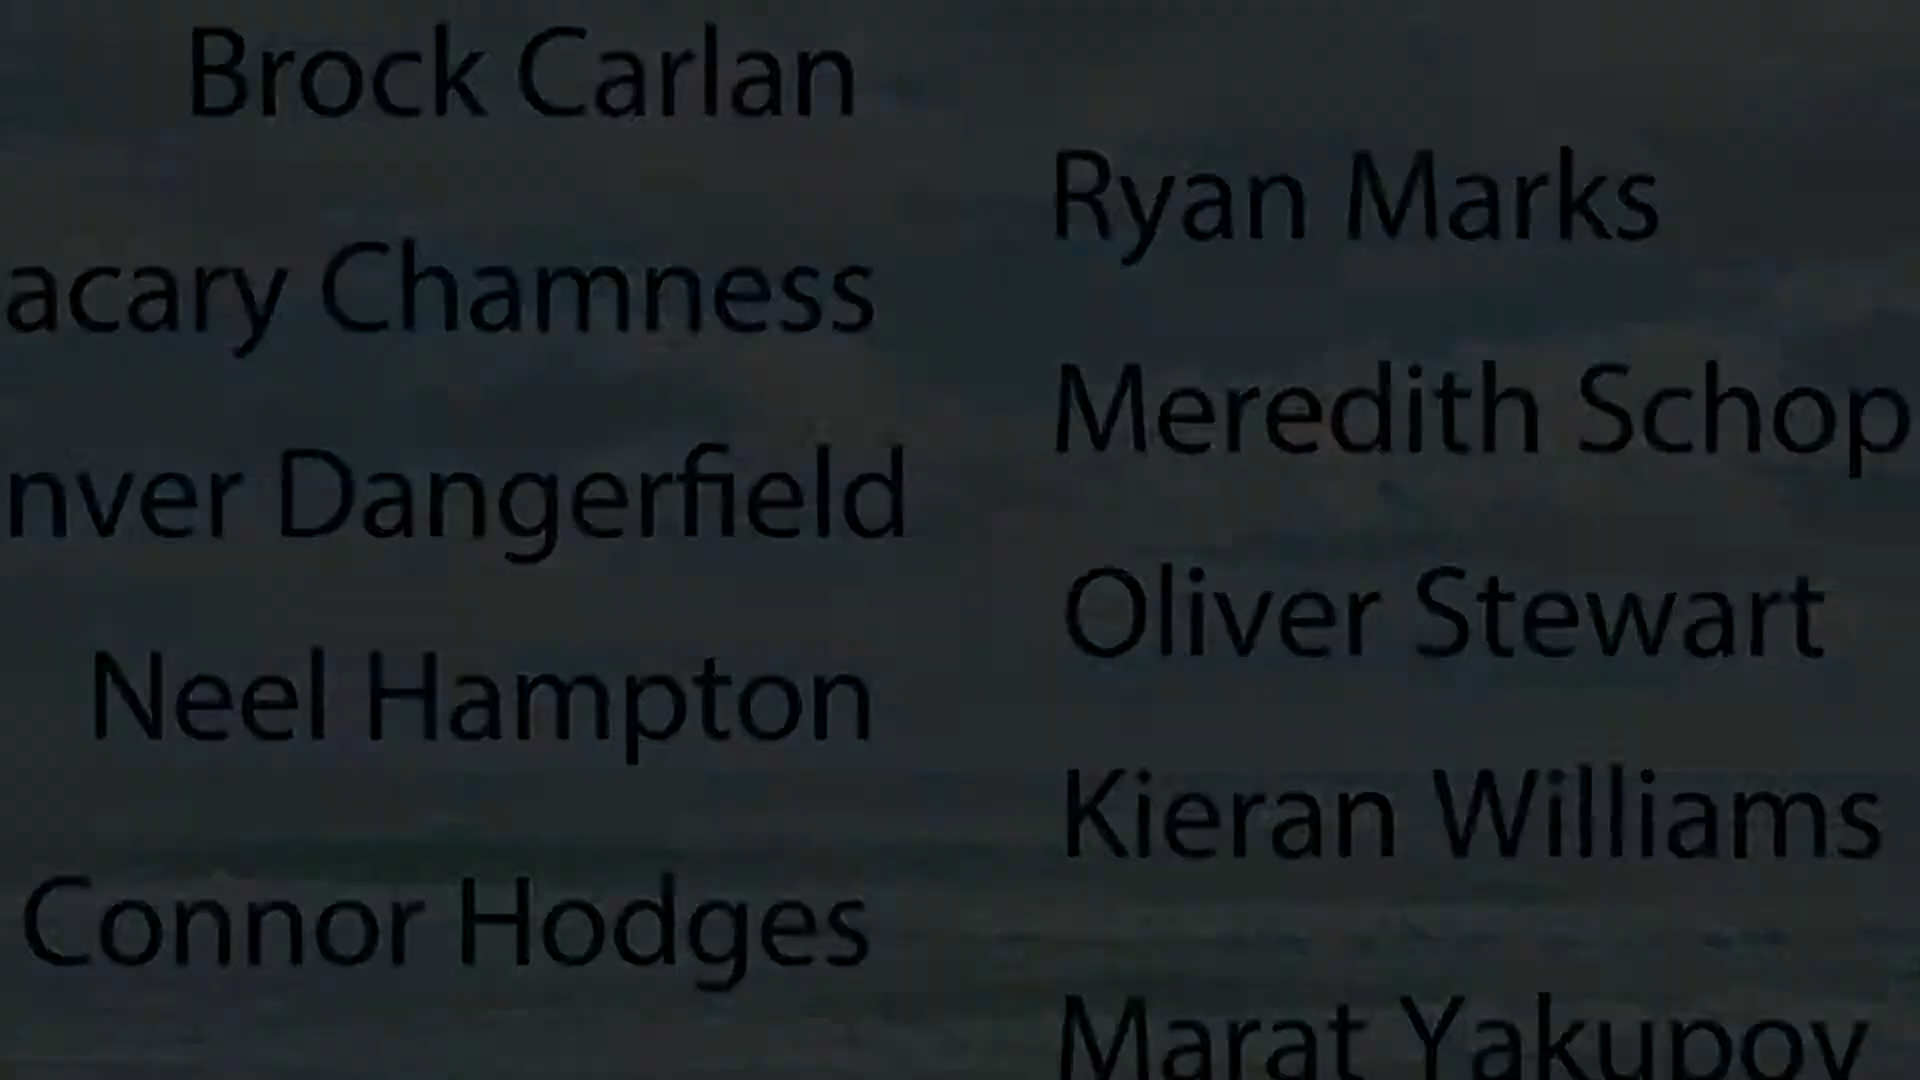 Brock Carlan
acary Chamness
nver Dangerfield
Neel Hampton
Connor Hodges
Ryan Marks
Meredith Schop
Oliver Stewart
Kieran Williams
Marat Yakupov